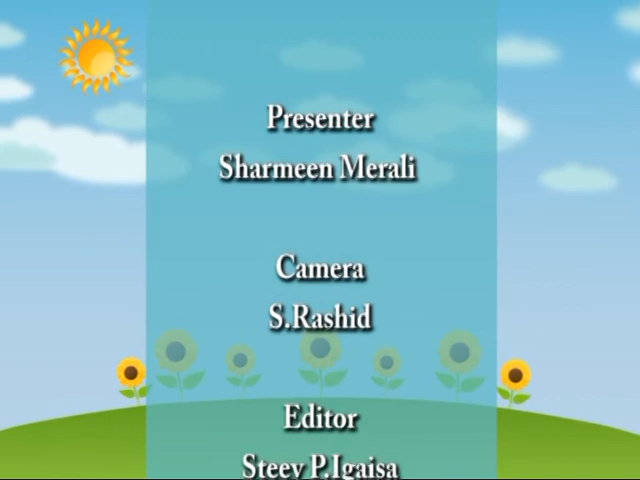 Presenter
Sharmeen Merali
Camera
S.Rashid
Editor
Steev P.Igaisa